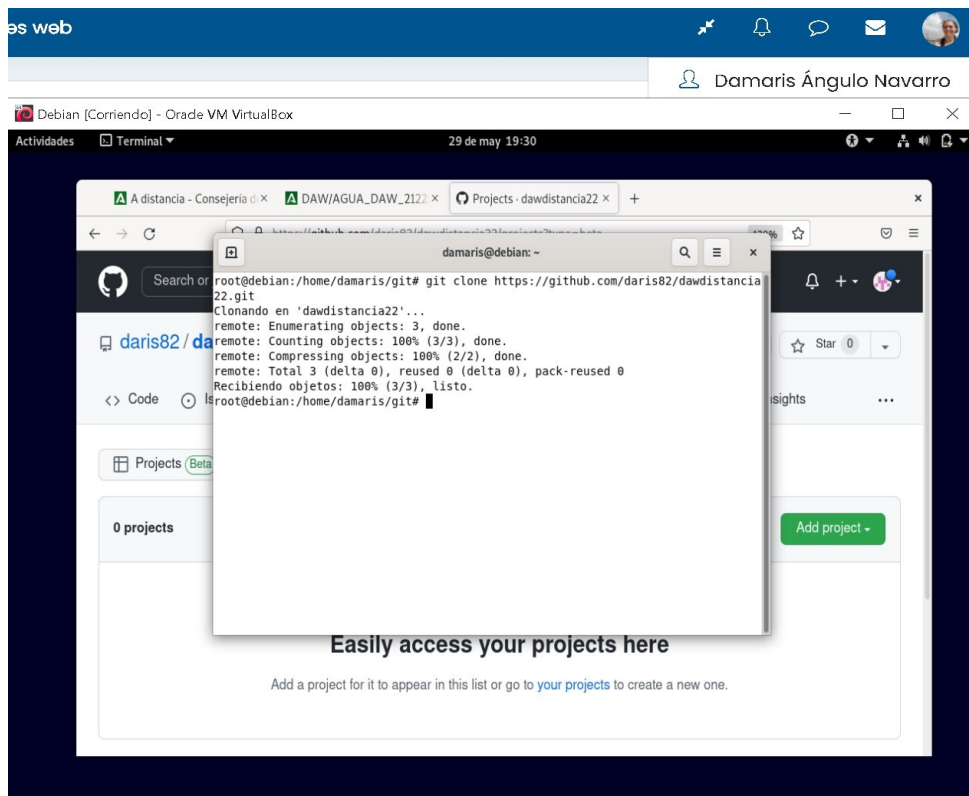 es web
Damaris Ángulo Navarro
Debian [Corriendo] - Oracle VM VirtualBox
Actividades Terminal 29 de may 19:30
A distancia - Consejería d DAW/AGUA_DAW_2122 Projects · dawdistancia22
damaris@debian: ~
Search or
root@debian:/home/damaris/git# git clone https://github.com/daris82/dawdistancia
22.git
Clonando en 'dawdistancia22'...
remote: Enumerating objects: 3, done.
remote: Counting objects: 100% (3/3), done.
remote: Compressing objects: 100% (2/2), done.
remote: Total 3 (delta 0), reused 0 (delta 0), pack-reused 0
Recibiendo objetos: 100% (3/3), listo.
root@debian:/home/damaris/git#
daris82 / da
Star 0
<> Code Is
sights
Projects Beta
0 projects
Add project
Easily access your projects here
Add a project for it to appear in this list or go to your projects to create a new one.